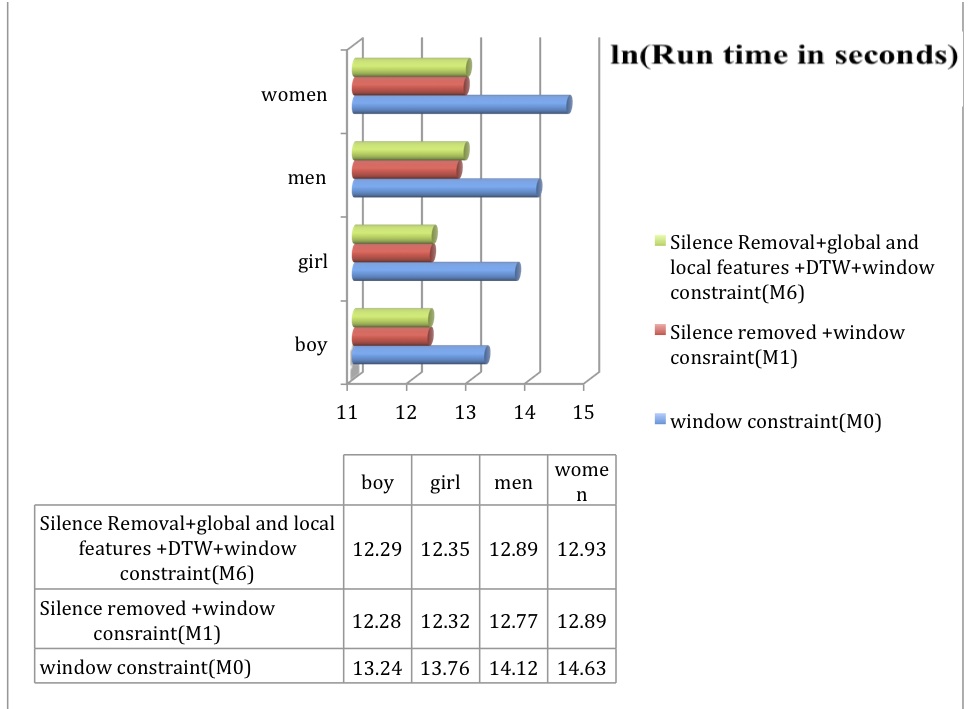 ln(Run time in seconds)
women
men
girl
boy
11 12 13 14 15
Silence Removal+global and
local features +DTW+window
constraint(M6)
Silence removed +window
consraint(M1)
window constraint(M0)
boy girl men wome
n
Silence Removal+global and local
features +DTW+window
constraint(M6)
12.29 12.35 12.89 12.93
Silence removed +window
consraint(M1)
12.28 12.32 12.77 12.89
window constraint(M0) 13.24 13.76 14.12 14.63